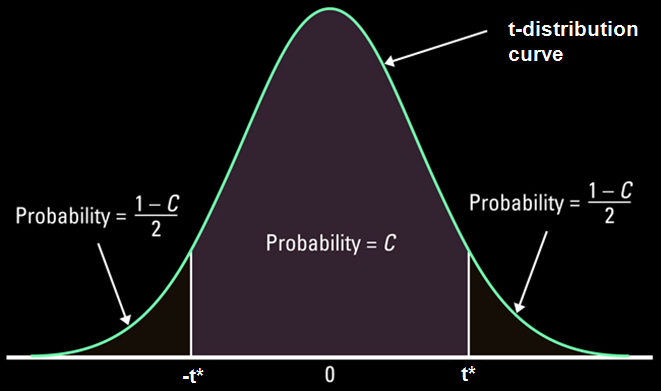 t-distribution
curve
Probability = (1 – C)/2
Probability = (1 – C)/2
Probability = C
-t*
0
t*